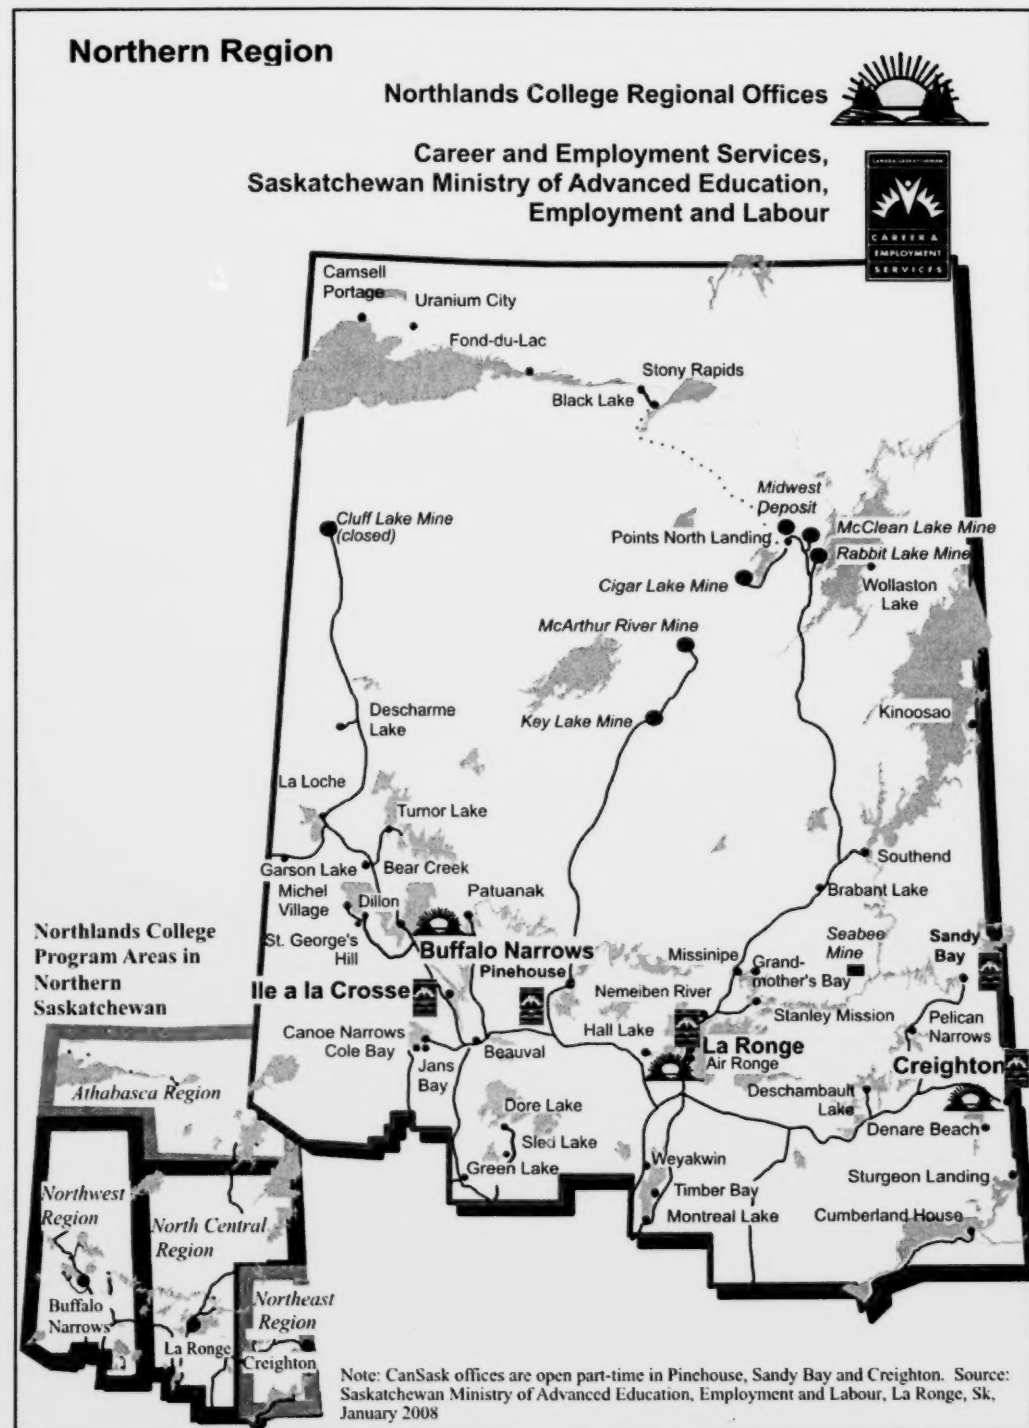 Northern Region
Northlands College Regional Offices
Career and Employment Services,
Saskatchewan Ministry of Advanced Education,
Employment and Labour
CANADA-SASKATCHEWAN
CAREER &
EMPLOYMENT
SERVICES
Camsell
Portage
Uranium City
Fond-du-Lac
Stony Rapids
Black Lake
Midwest
Deposit
Cluff Lake Mine
(closed)
Points North Landing
McClean Lake Mine
Rabbit Lake Mine
Cigar Lake Mine
Wollaston
Lake
McArthur River Mine
Key Lake Mine
Kinoosao
Descharme
Lake
La Loche
Turnor Lake
Garson Lake
Bear Creek
Southend
Michel
Village
Dillon
Patuanak
Brabant Lake
St. George's
Hill
Buffalo Narrows
Pinehouse
Missinipe
Grand-
mother's Bay
Seabee
Mine
Sandy
Bay
Ile a la Crosse
Nemeiben River
Stanley Mission
Pelican
Narrows
Canoe Narrows
Cole Bay
Jans
Bay
Beauval
Hall Lake
La Ronge
Air Ronge
Creighton
Deschambault
Lake
Dore Lake
Sled Lake
Denare Beach
Green Lake
Weyakwin
Timber Bay
Montreal Lake
Sturgeon Landing
Cumberland House
Northlands College
Program Areas in
Northern
Saskatchewan
Athabasca Region
Northwest
Region
North Central
Region
Northeast
Region
Buffalo
Narrows
La Ronge
Creighton
Note: CanSask offices are open part-time in Pinehouse, Sandy Bay and Creighton. Source:
Saskatchewan Ministry of Advanced Education, Employment and Labour, La Ronge, Sk,
January 2008